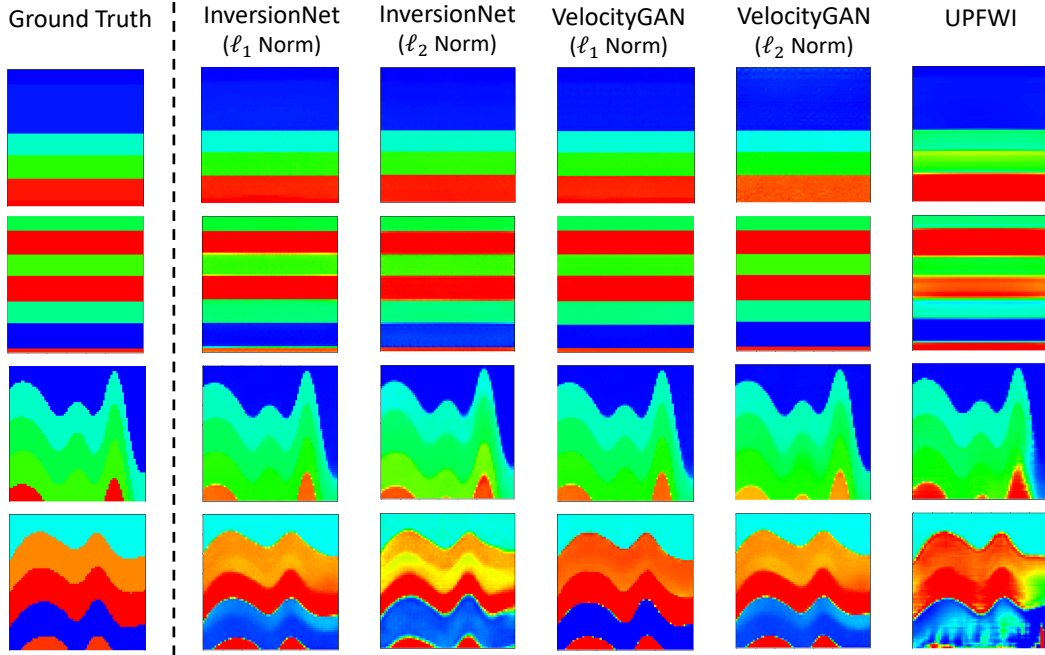 Ground Truth
InversionNet
(ℓ₁ Norm)
InversionNet
(ℓ₂ Norm)
VelocityGAN
(ℓ₁ Norm)
VelocityGAN
(ℓ₂ Norm)
UPFWI